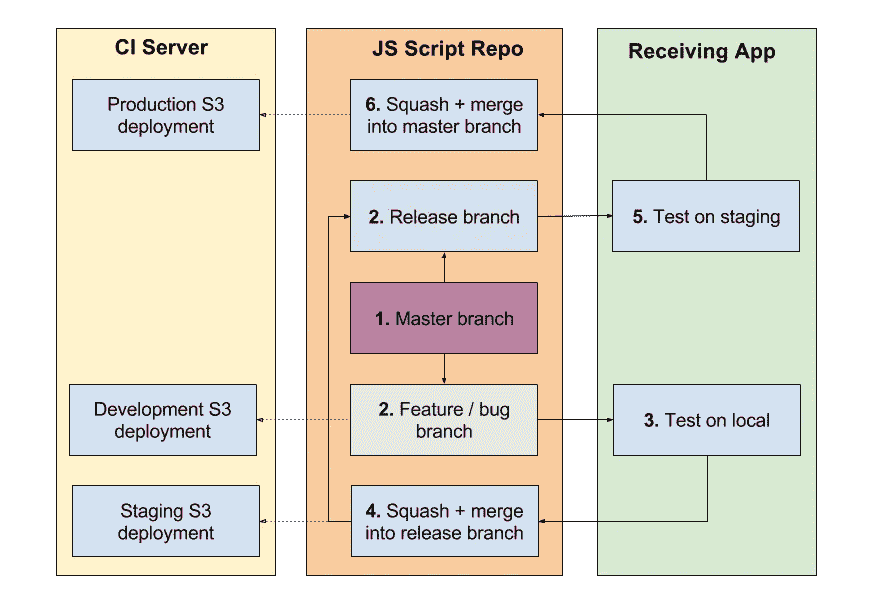 CI Server
Production S3
deployment
Development S3
deployment
Staging S3
deployment
JS Script Repo
6. Squash + merge
into master branch
2. Release branch
1. Master branch
2. Feature / bug
branch
4. Squash + merge
into release branch
Receiving App
5. Test on staging
3. Test on local